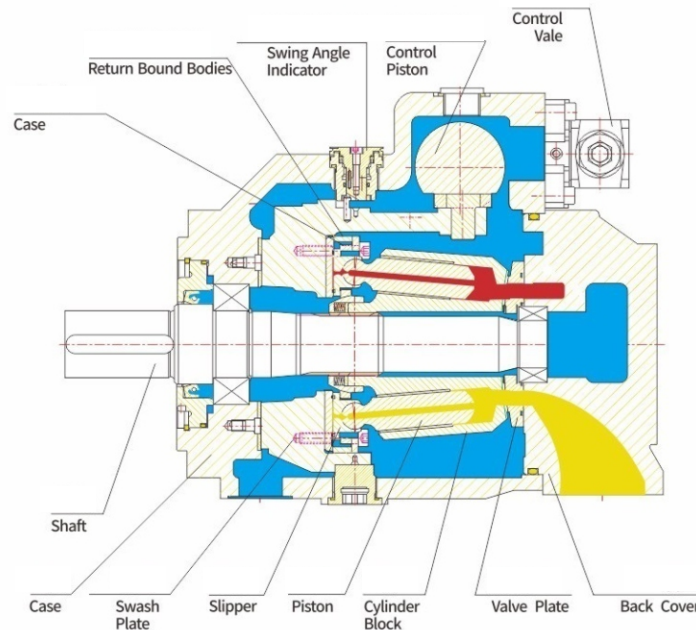 Control
Vale
Swing Angle
Indicator
Control
Piston
Return Bound Bodies
Case
Shaft
Case
Swash
Plate
Slipper
Piston
Cylinder
Block
Valve Plate
Back Cover